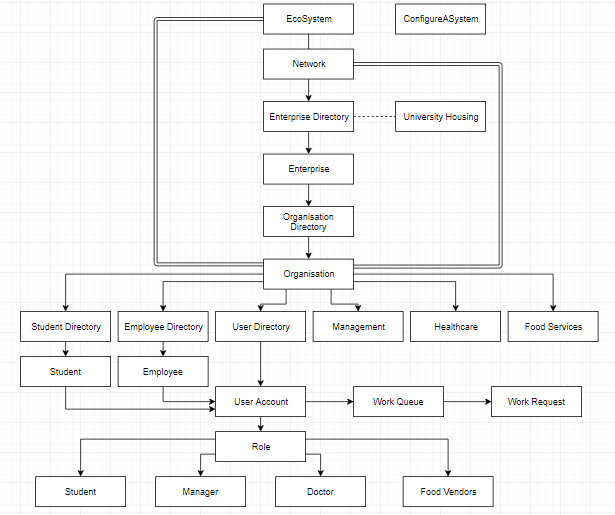 EcoSystem
ConfigureASystem
Network
Enterprise Directory
University Housing
Enterprise
Organisation
Directory
Organisation
Student Directory
Employee Directory
User Directory
Management
Healthcare
Food Services
Student
Employee
User Account
Work Queue
Work Request
Role
Student
Manager
Doctor
Food Vendors